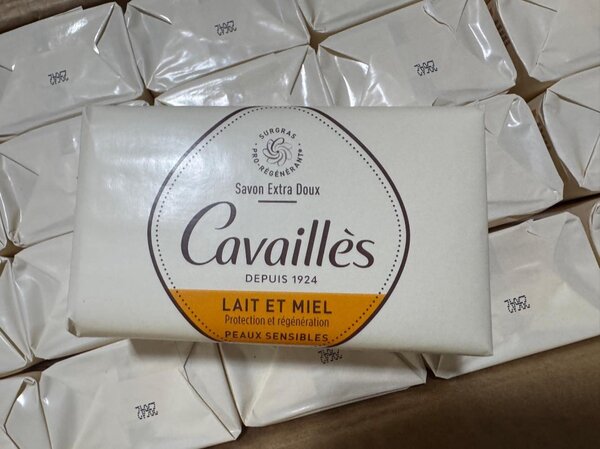 SURGRAS
PRO-RÉGÉNÉRANT®
Savon Extra Doux
Cavaillès
DEPUIS 1924
LAIT ET MIEL
Protection et régénération
PEAUX SENSIBLES